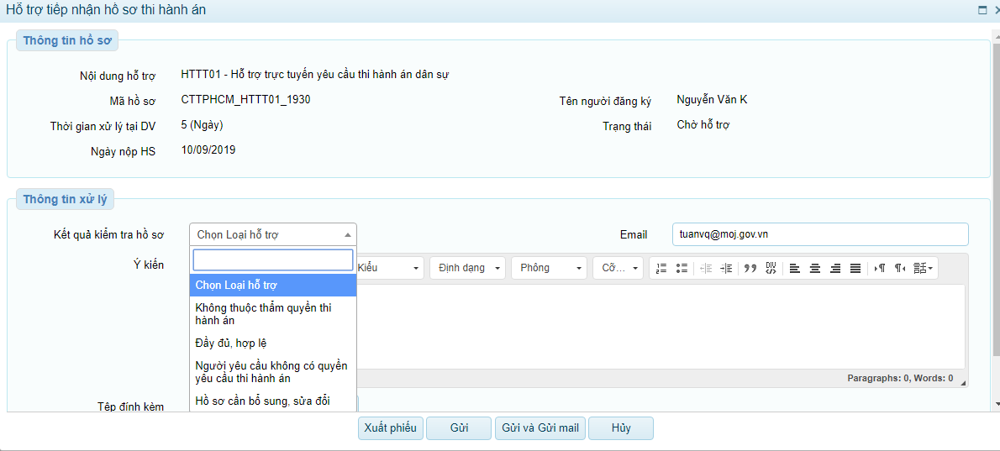 Hỗ trợ tiếp nhận hồ sơ thi hành án
Thông tin hồ sơ
Nội dung hỗ trợ HTTT01 - Hỗ trợ trực tuyến yêu cầu thi hành án dân sự
Mã hồ sơ CTTPHCM_HTTT01_1930 Tên người đăng ký Nguyễn Văn K
Thời gian xử lý tại DV 5 (Ngày) Trạng thái Chờ hỗ trợ
Ngày nộp HS 10/09/2019
Thông tin xử lý
Kết quả kiểm tra hồ sơ Chọn Loại hỗ trợ Email tuanvq@moj.gov.vn
Ý kiến Kiểu Định dạng Phông Cỡ...
Chọn Loại hỗ trợ
Không thuộc thẩm quyền thi
hành án
Đầy đủ, hợp lệ
Người yêu cầu không có quyền
yêu cầu thi hành án
Paragraphs: 0, Words: 0
Hồ sơ cần bổ sung, sửa đổi
Tệp đính kèm
Xuất phiếu Gửi Gửi và Gửi mail Hủy